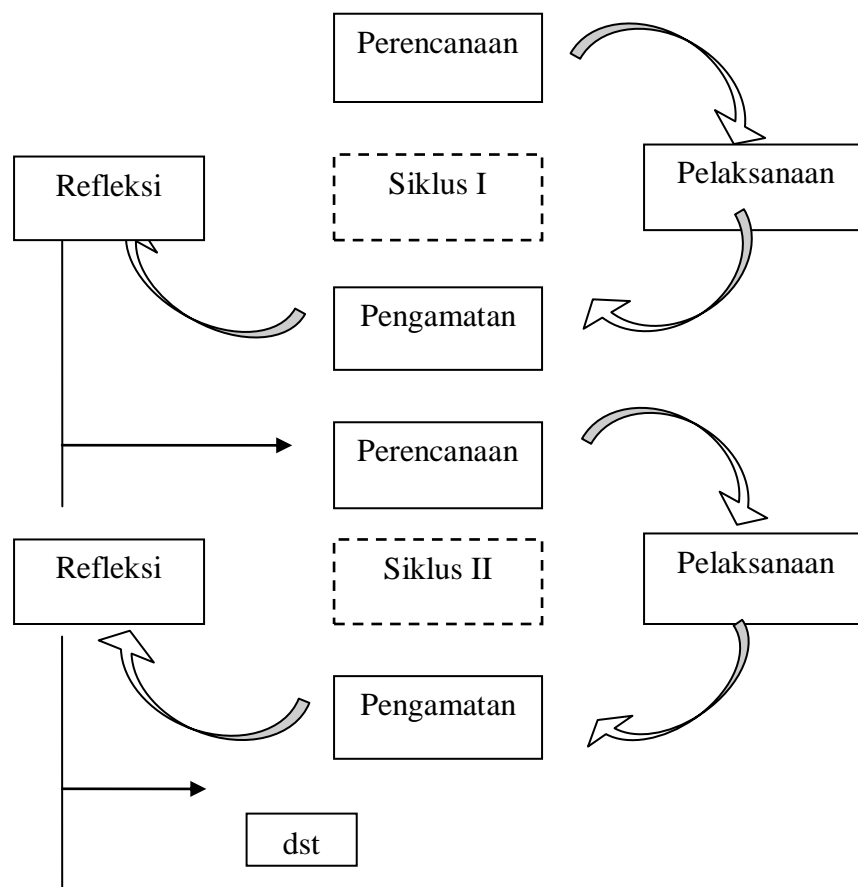 Perencanaan
Refleksi
Siklus I
Pelaksanaan
Pengamatan
Perencanaan
Refleksi
Siklus II
Pelaksanaan
Pengamatan
dst